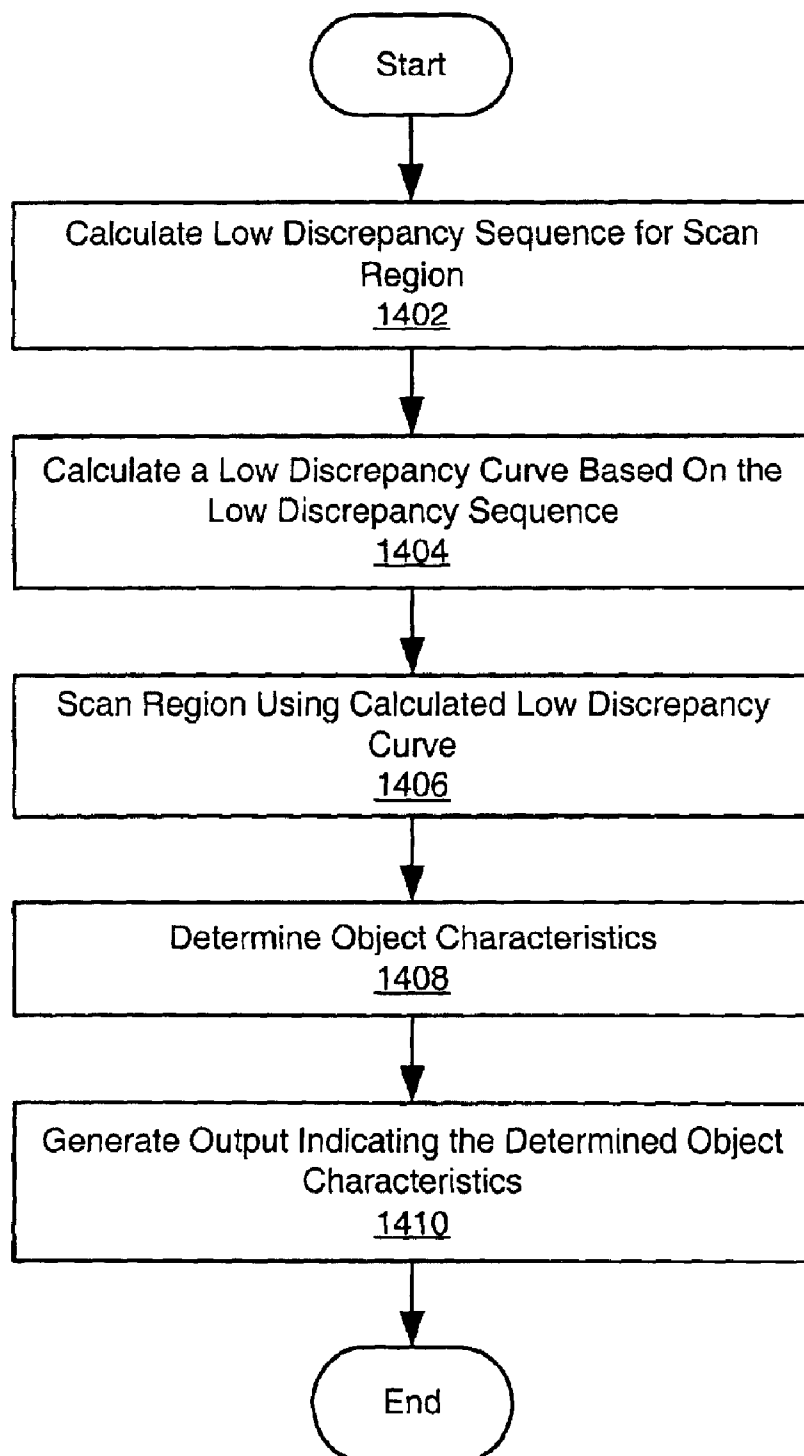 Start
Calculate Low Discrepancy Sequence for Scan
Region
1402
Calculate a Low Discrepancy Curve Based On the
Low Discrepancy Sequence
1404
Scan Region Using Calculated Low Discrepancy
Curve
1406
Determine Object Characteristics
1408
Generate Output Indicating the Determined Object
Characteristics
1410
End